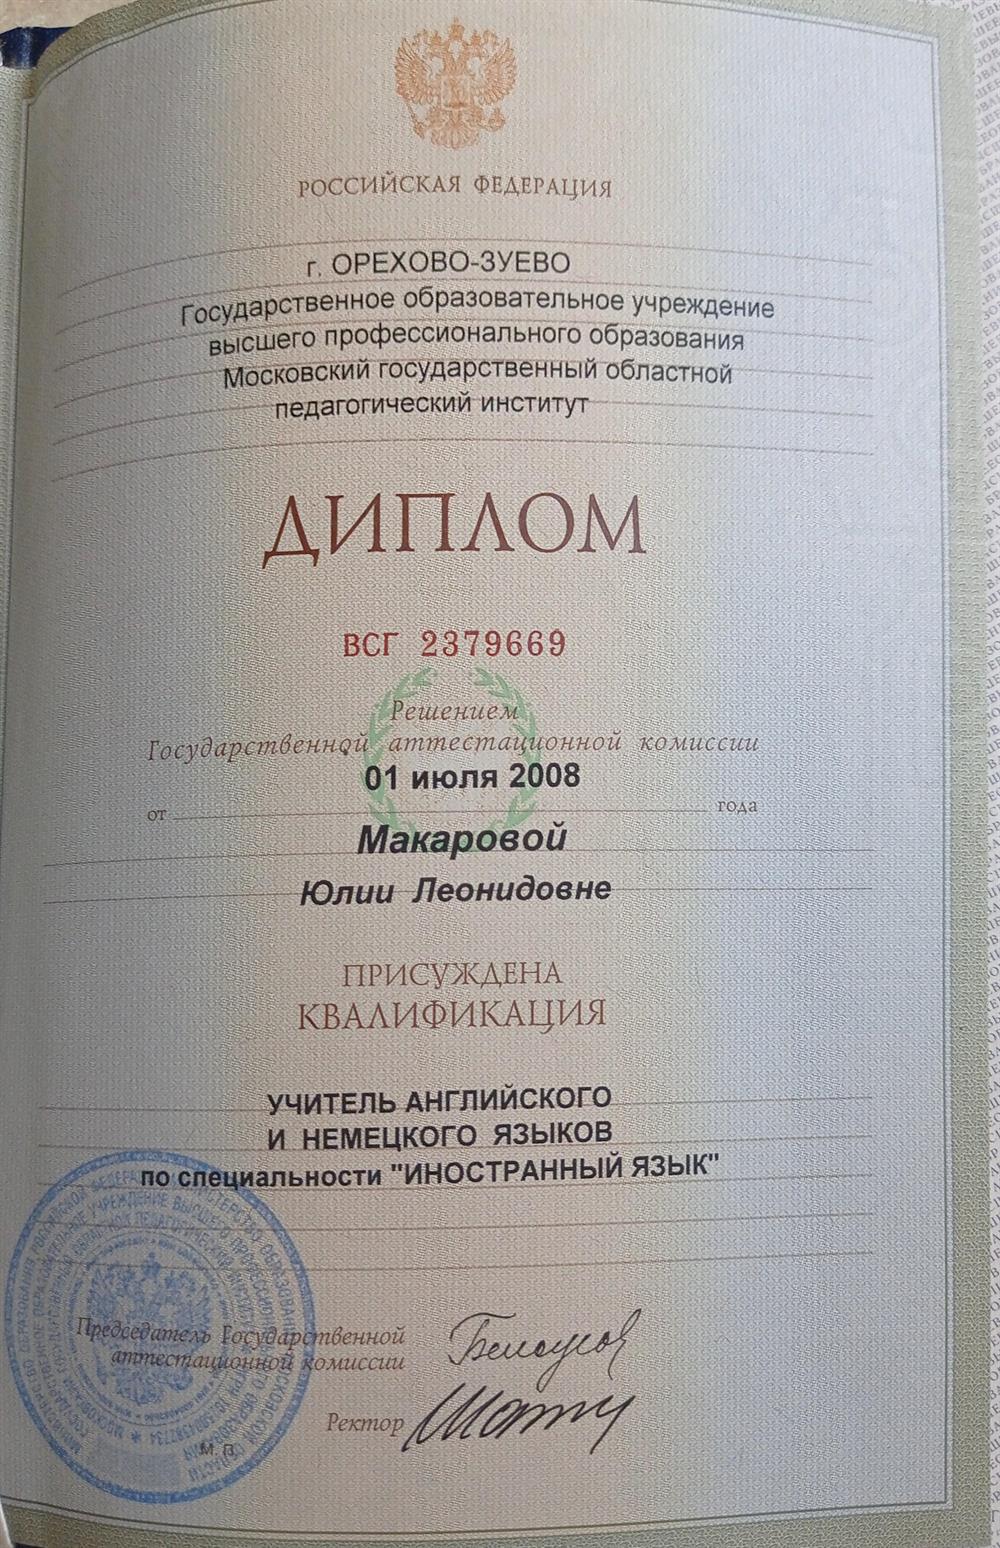 РОССИЙСКАЯ ФЕДЕРАЦИЯ
г. ОРЕХОВО-ЗУЕВО
Государственное образовательное учреждение
высшего профессионального образования
Московский государственный областной
педагогический институт
ДИПЛОМ
ВСГ 2379669
Решением
Государственной аттестационной комиссии
01 июля 2008
от года
Макаровой
Юлии Леонидовне
ПРИСУЖДЕНА
КВАЛИФИКАЦИЯ
УЧИТЕЛЬ АНГЛИЙСКОГО
И НЕМЕЦКОГО ЯЗЫКОВ
по специальности "ИНОСТРАННЫЙ ЯЗЫК"
Председатель Государственной
аттестационной комиссии
Белоусов
Ректор
М. П.